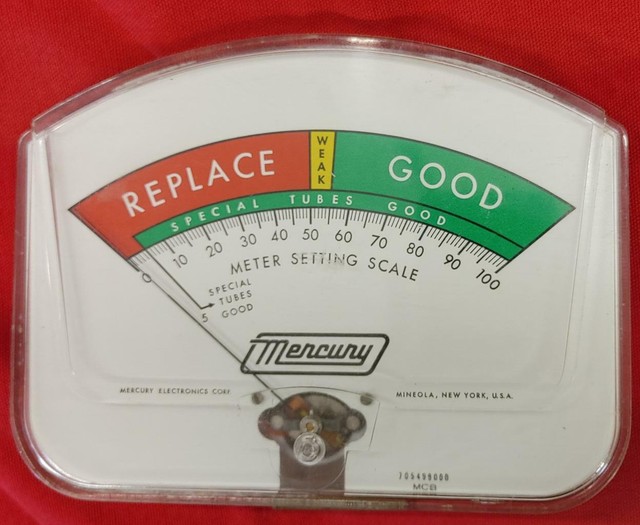 REPLACE
WEAK
GOOD
SPECIAL TUBES GOOD
0 10 20 30 40 50 60 70 80 90 100
METER SETTING SCALE
SPECIAL
TUBES
5 GOOD
Mercury
MERCURY ELECTRONICS CORP.
MINEOLA, NEW YORK, U.S.A.
705499000
MCB